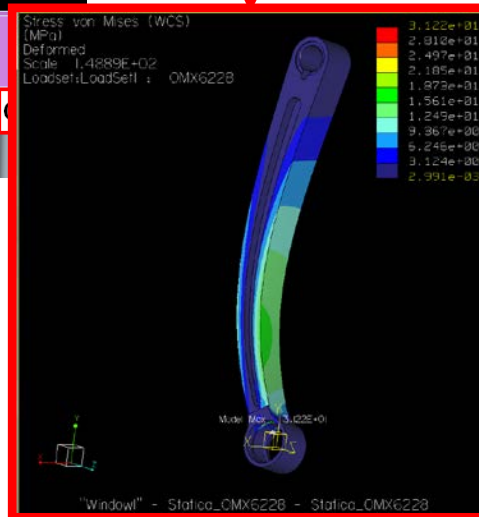 Stress von Mises (WCS)
(MPa)
Deformed
Scale 1.4889E+02
Loadset:LoadSet1 : OMX6228
3.122e+01
2.810e+01
2.497e+01
2.185e+01
1.873e+01
1.561e+01
1.249e+01
9.367e+00
6.246e+00
3.124e+00
2.991e-03
Model Max 3.122E+01
X
Z
"Window1" - Statica_OMX6228 - Statica_OMX6228